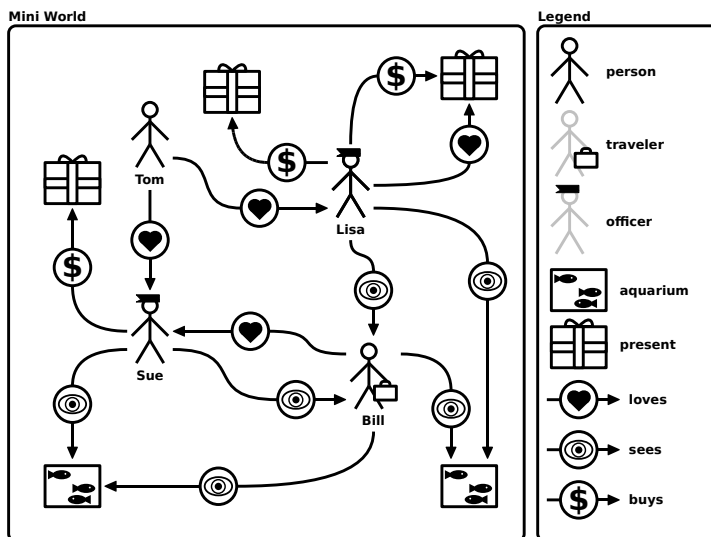 Mini World
Legend
person
traveler
officer
aquarium
present
loves
sees
buys
Tom
Lisa
Sue
Bill
$
$
$
$